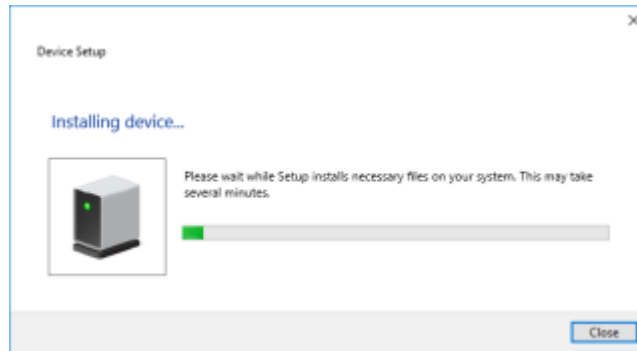 Device Setup
Installing device...
Please wait while Setup installs necessary files on your system. This may take
several minutes.
Close